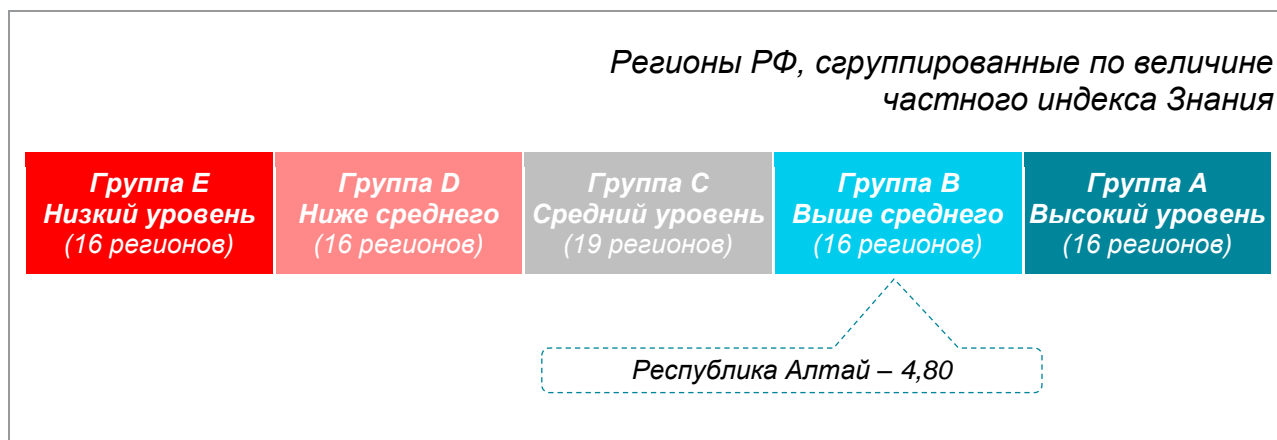 Регионы РФ, сгруппированные по величине
частного индекса Знания
Группа E
Низкий уровень
(16 регионов)
Группа D
Ниже среднего
(16 регионов)
Группа C
Средний уровень
(19 регионов)
Группа B
Выше среднего
(16 регионов)
Группа A
Высокий уровень
(16 регионов)
Республика Алтай – 4,80